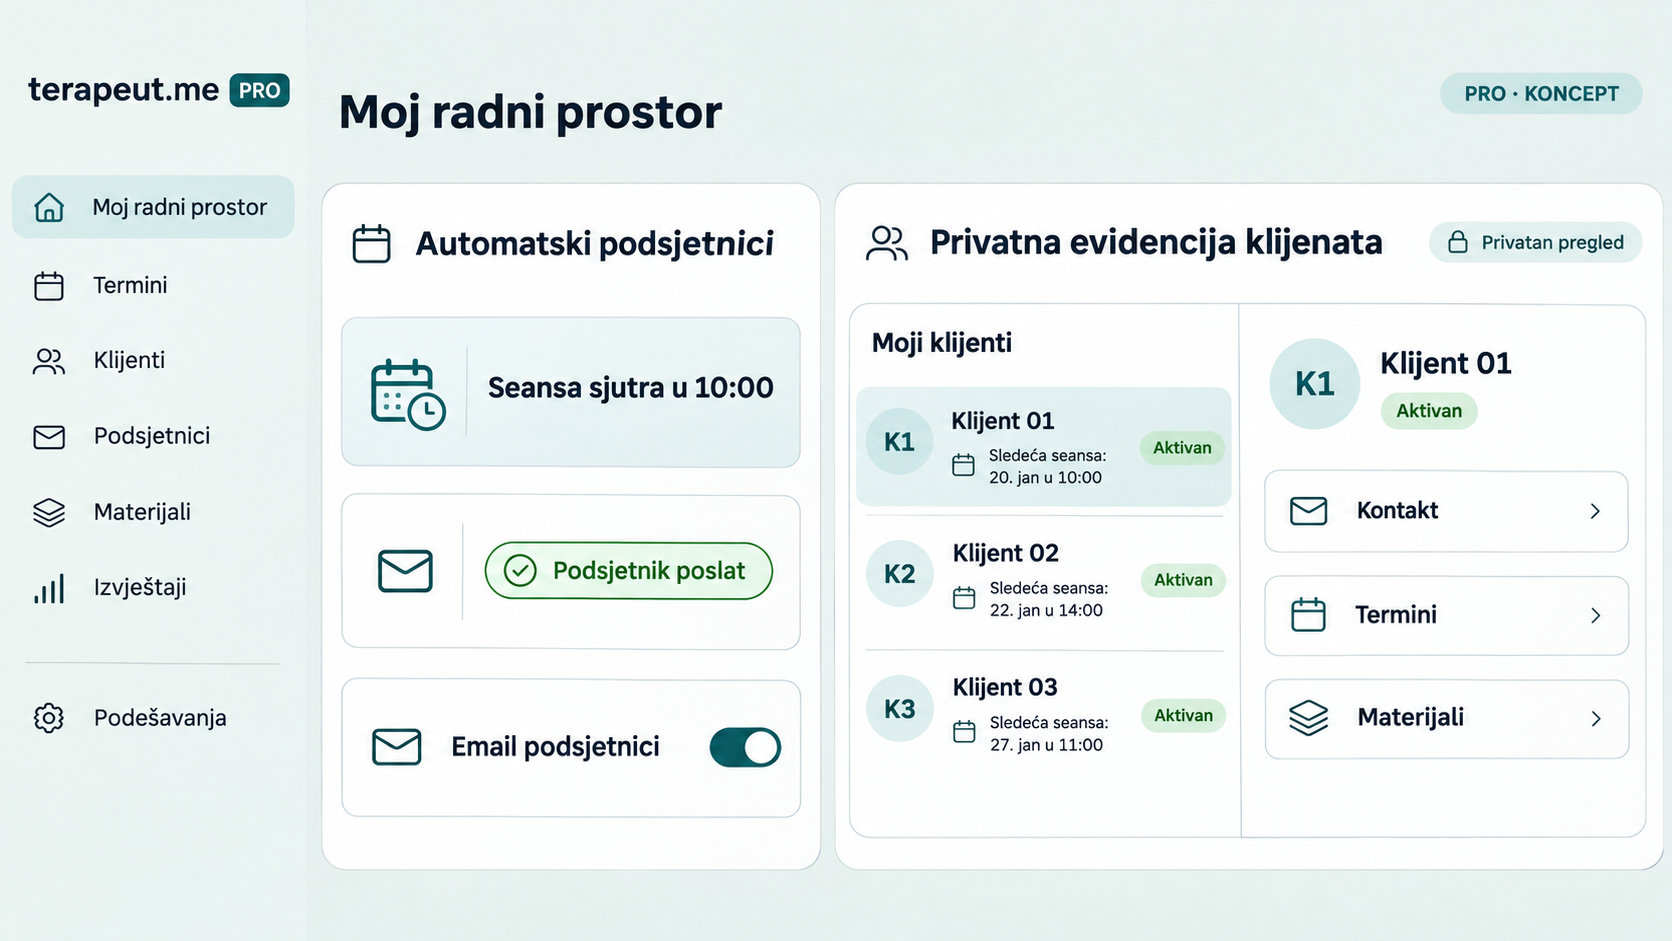 terapeut.me PRO
Moj radni prostor
Termini
Klijenti
Podsjetnici
Materijali
Izvještaji
Podešavanja
Moj radni prostor
PRO · KONCEPT
Automatski podsjetnici
Seansa sjutra u 10:00
Podsjetnik poslat
Email podsjetnici
Privatna evidencija klijenata
Privatan pregled
Moji klijenti
K1
Klijent 01
Sledeća seansa:
20. jan u 10:00
Aktivan
K2
Klijent 02
Sledeća seansa:
22. jan u 14:00
Aktivan
K3
Klijent 03
Sledeća seansa:
27. jan u 11:00
Aktivan
K1
Klijent 01
Aktivan
Kontakt
Termini
Materijali